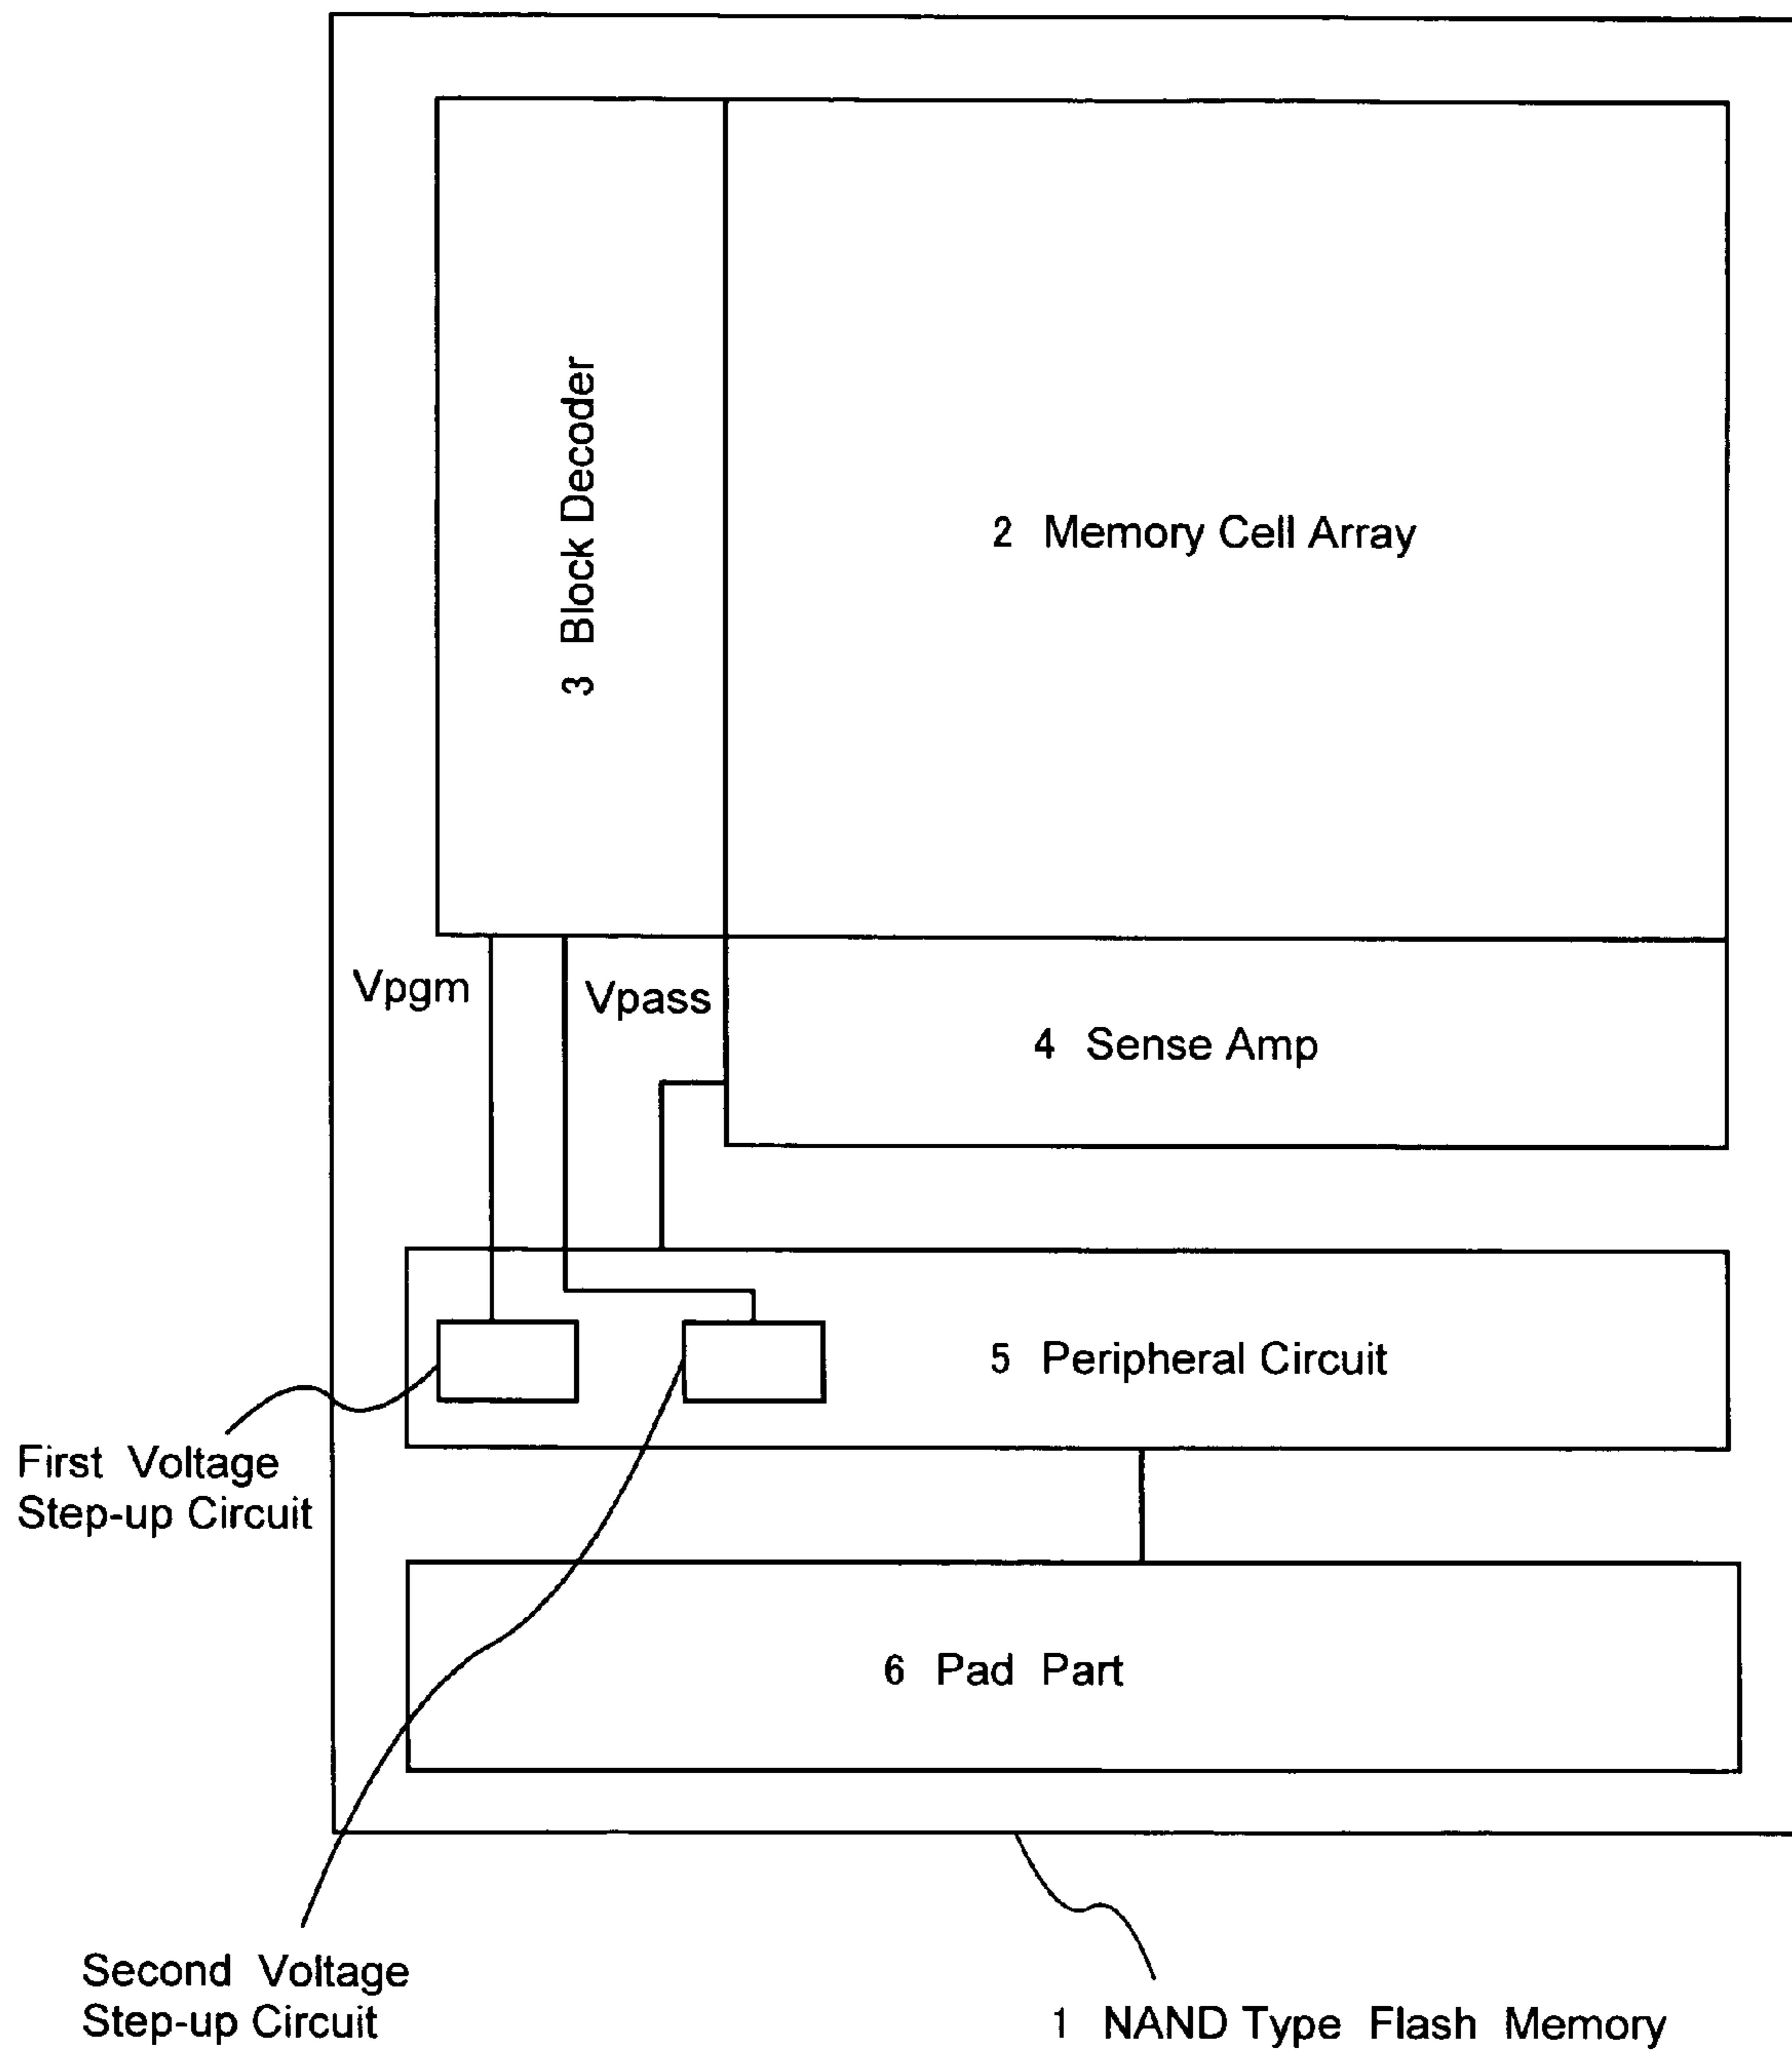 3 Block Decoder
2 Memory Cell Array
Vpgm
Vpass
4 Sense Amp
5 Peripheral Circuit
First Voltage
Step-up Circuit
6 Pad Part
Second Voltage
Step-up Circuit
1 NAND Type Flash Memory